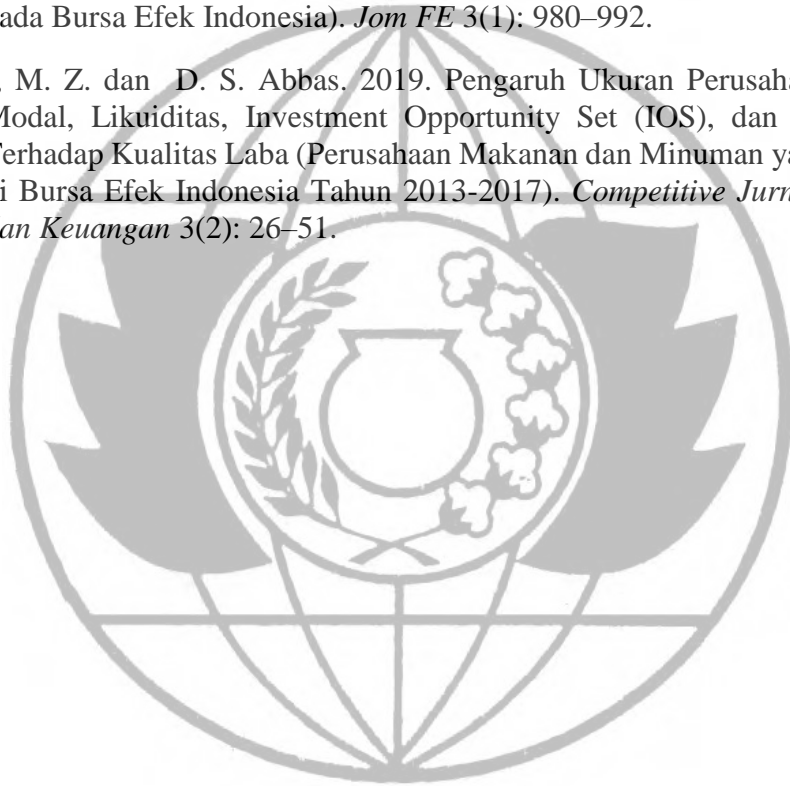 ada Bursa Efek Indonesia). Jom FE 3(1): 980–992.
, M. Z. dan D. S. Abbas. 2019. Pengaruh Ukuran Perusaha
Modal, Likuiditas, Investment Opportunity Set (IOS), dan
Terhadap Kualitas Laba (Perusahaan Makanan dan Minuman ya
i Bursa Efek Indonesia Tahun 2013-2017). Competitive Jurn
an Keuangan 3(2): 26–51.